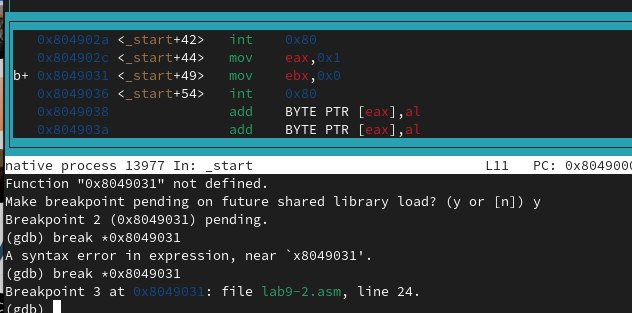 0x804902a <_start+42> int 0x80
0x804902c <_start+44> mov eax,0x1
b+ 0x8049031 <_start+49> mov ebx,0x0
0x8049036 <_start+54> int 0x80
0x8049038 add BYTE PTR [eax],al
0x804903a add BYTE PTR [eax],al
native process 13977 In: _start L11 PC: 0x8049000
Function "0x8049031" not defined.
Make breakpoint pending on future shared library load? (y or [n]) y
Breakpoint 2 (0x8049031) pending.
(gdb) break *0x8049031
A syntax error in expression, near `x8049031'.
(gdb) break *0x8049031
Breakpoint 3 at 0x8049031: file lab9-2.asm, line 24.
(gdb)